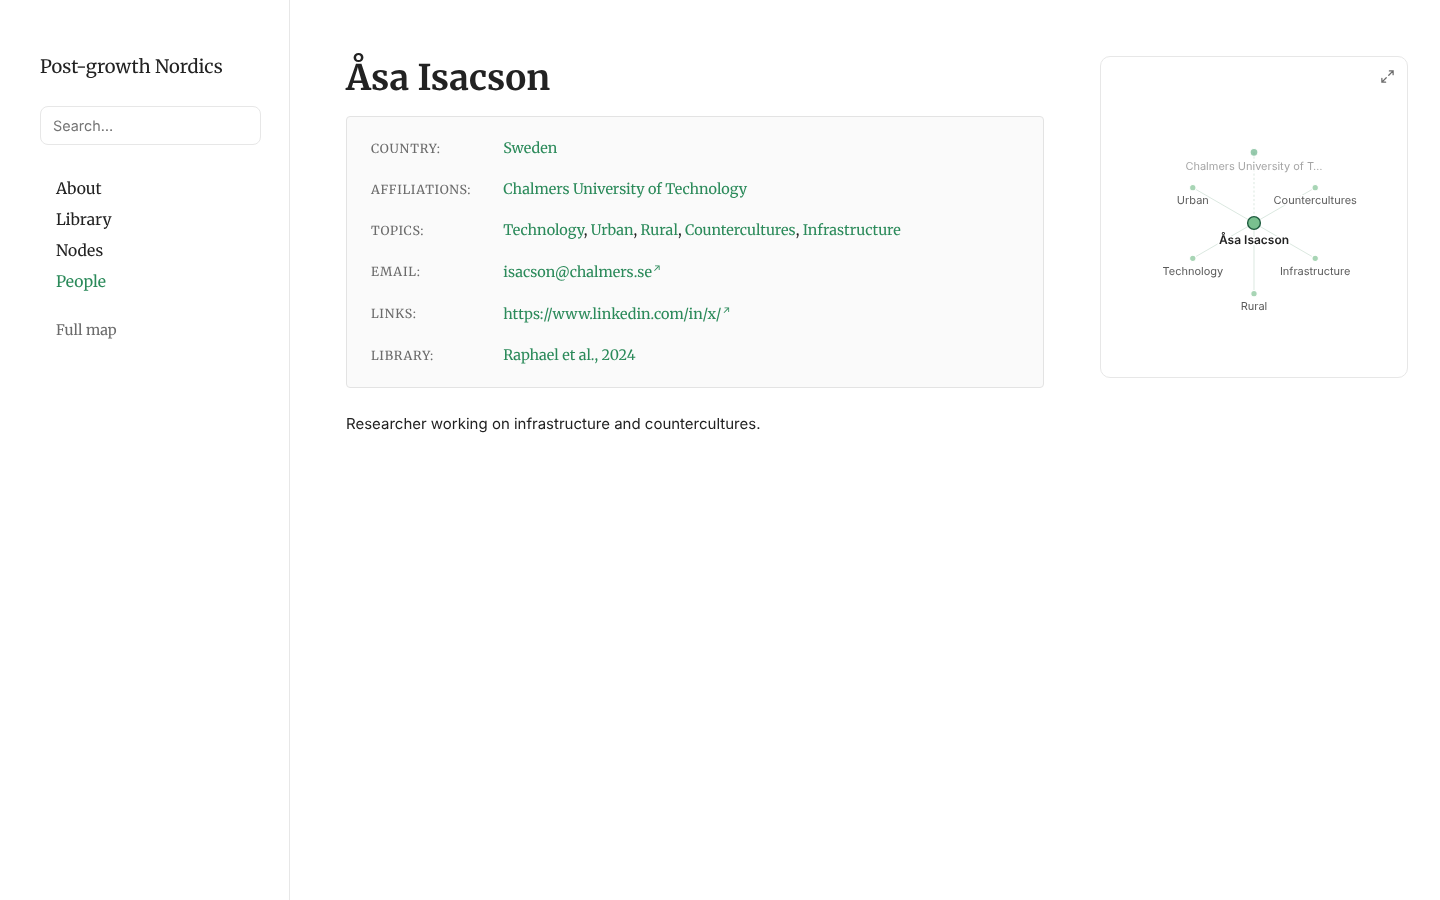 Post-growth Nordics
Search...
About
Library
Nodes
People
Full map
Åsa Isacson
COUNTRY: Sweden
AFFILIATIONS: Chalmers University of Technology
TOPICS: Technology, Urban, Rural, Countercultures, Infrastructure
EMAIL: isacson@chalmers.se↗
LINKS: https://www.linkedin.com/in/x/↗
LIBRARY: Raphael et al., 2024
Researcher working on infrastructure and countercultures.
Chalmers University of T...
Urban Countercultures
Åsa Isacson
Technology Infrastructure
Rural